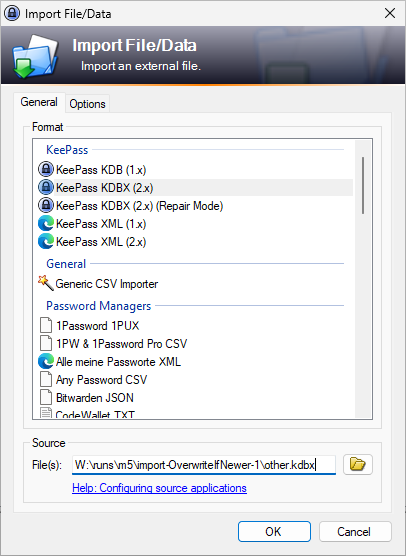 Import File/Data
Import File/Data
Import an external file.
General
Options
Format
KeePass
KeePass KDB (1.x)
KeePass KDBX (2.x)
KeePass KDBX (2.x) (Repair Mode)
KeePass XML (1.x)
KeePass XML (2.x)
General
Generic CSV Importer
Password Managers
1Password 1PUX
1PW & 1Password Pro CSV
Alle meine Passworte XML
Any Password CSV
Bitwarden JSON
CodeWallet TXT
Source
File(s):
W:\runs\m5\import-OverwriteIfNewer-1\other.kdbx
Help: Configuring source applications
OK
Cancel